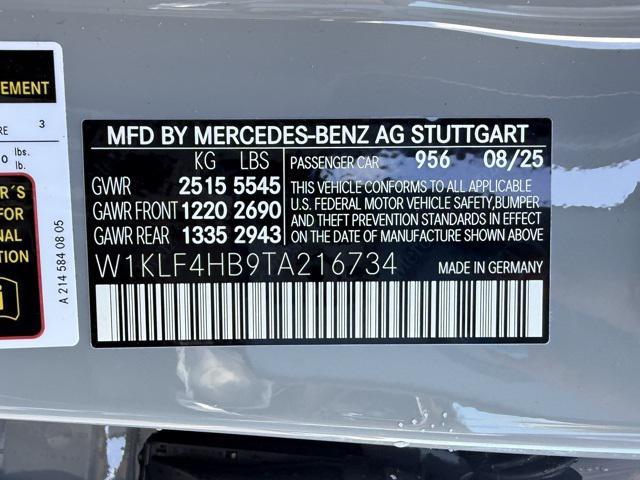 EMENT
RE 3
0 lbs.
lb.
R´S
FOR
NAL
TION
A 214 584 08 05
MFD BY MERCEDES-BENZ AG STUTTGART
KG LBS
GVWR 2515 5545
GAWR FRONT 1220 2690
GAWR REAR 1335 2943
PASSENGER CAR 956 08/25
THIS VEHICLE CONFORMS TO ALL APPLICABLE
U.S. FEDERAL MOTOR VEHICLE SAFETY,BUMPER
AND THEFT PREVENTION STANDARDS IN EFFECT
ON THE DATE OF MANUFACTURE SHOWN ABOVE
W1KLF4HB9TA216734 MADE IN GERMANY